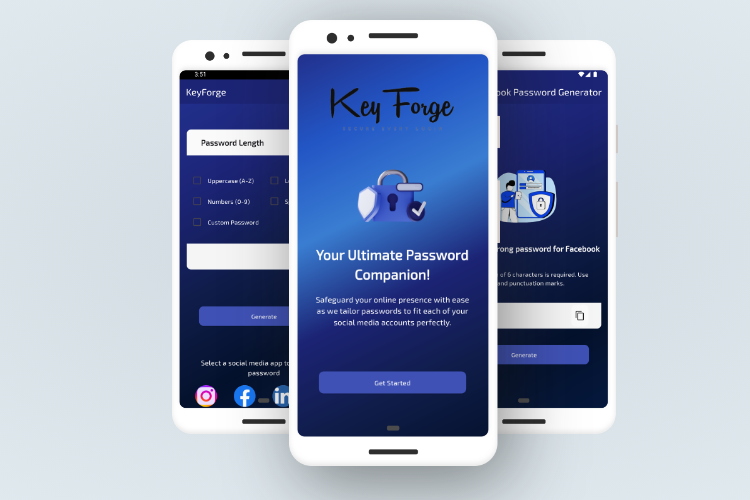 3:51
KeyForge
Password Length
Uppercase (A-Z)
Numbers (0-9)
Custom Password
Generate
Select a social media app to
password
Key Forge
Your Ultimate Password
Companion!
Safeguard your online presence with ease
as we tailor passwords to fit each of your
social media accounts perfectly.
Get Started
ook Password Generator
rong password for Facebook
of 6 characters is required. Use
and punctuation marks.
Generate